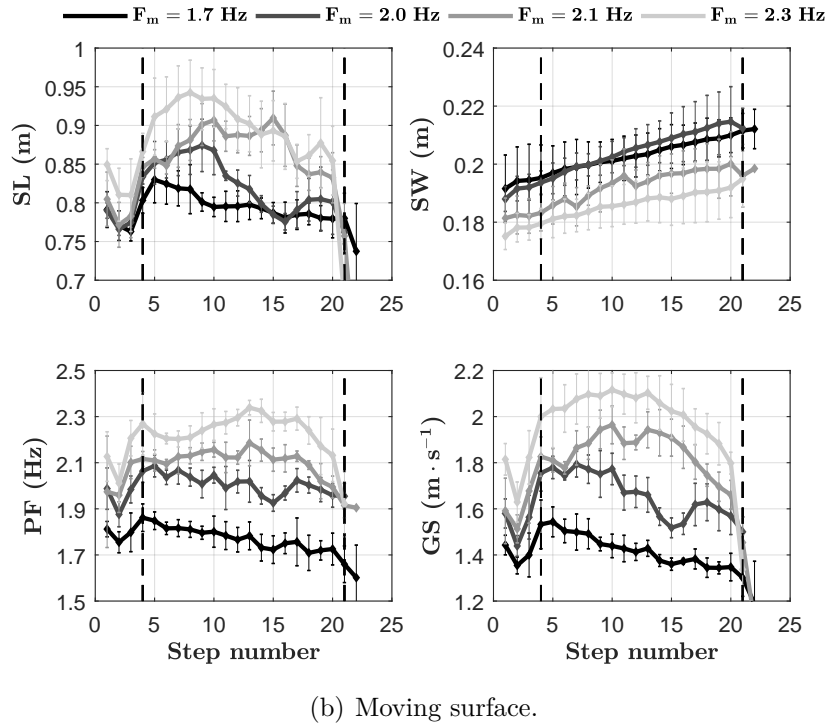 F_m = 1.7 Hz F_m = 2.0 Hz F_m = 2.1 Hz F_m = 2.3 Hz
SL (m)
1
0.95
0.9
0.85
0.8
0.75
0.7
0 5 10 15 20 25
SW (m)
0.24
0.22
0.2
0.18
0.16
0 5 10 15 20 25
PF (Hz)
2.5
2.3
2.1
1.9
1.7
1.5
0 5 10 15 20 25
Step number
GS (m · s⁻¹)
2.2
2
1.8
1.6
1.4
1.2
0 5 10 15 20 25
Step number
(b) Moving surface.